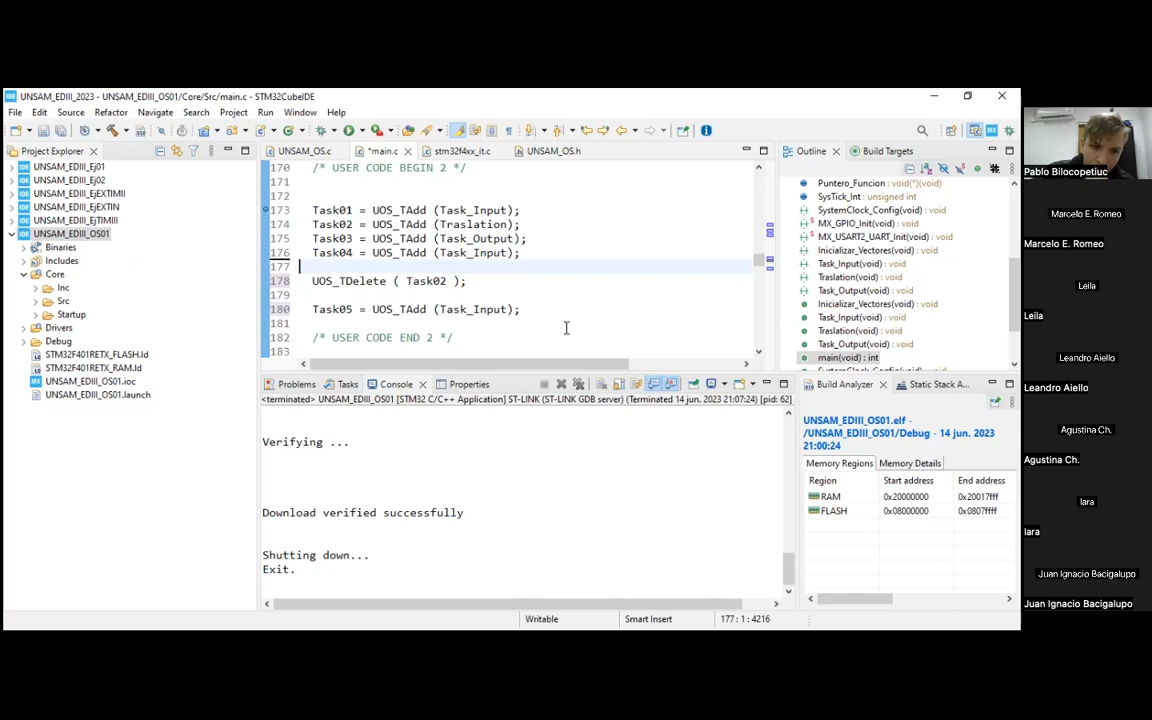 UNSAM_EDIII_2023 - UNSAM_EDIII_OS01/Core/Src/main.c - STM32CubeIDE
File Edit Source Refactor Navigate Search Project Run Window Help
Project Explorer
UNSAM_EDIII_Ej01
UNSAM_EDIII_Ej02
UNSAM_EDIII_EjEXTIMII
UNSAM_EDIII_EjEXTIN
UNSAM_EDIII_EjTIMIII
UNSAM_EDIII_OS01
Binaries
Includes
Core
Inc
Src
Startup
Drivers
Debug
STM32F401RETX_FLASH.ld
STM32F401RETX_RAM.ld
UNSAM_EDIII_OS01.ioc
UNSAM_EDIII_OS01.launch
UNSAM_OS.c *main.c stm32f4xx_it.c UNSAM_OS.h
170 /* USER CODE BEGIN 2 */
171
172
173 Task01 = UOS_TAdd (Task_Input);
174 Task02 = UOS_TAdd (Traslation);
175 Task03 = UOS_TAdd (Task_Output);
176 Task04 = UOS_TAdd (Task_Input);
177
178 UOS_TDelete ( Task02 );
179
180 Task05 = UOS_TAdd (Task_Input);
181
182 /* USER CODE END 2 */
183
Problems Tasks Console Properties
<terminated> UNSAM_EDIII_OS01 [STM32 C/C++ Application] ST-LINK (ST-LINK GDB server) (Terminated 14 jun. 2023 21:07:24) [pid: 62]
Verifying ...
Download verified successfully
Shutting down...
Exit.
Writable Smart Insert 177 : 1 : 4216
Outline Build Targets
Puntero_Funcion : void(*)(void)
SysTick_Int : unsigned int
SystemClock_Config(void) : void
MX_GPIO_Init(void) : void
MX_USART2_UART_Init(void) : void
Inicializar_Vectores(void) : void
Task_Input(void) : void
Traslation(void) : void
Task_Output(void) : void
Inicializar_Vectores(void) : void
Task_Input(void) : void
Traslation(void) : void
Task_Output(void) : void
main(void) : int
Build Analyzer Static Stack A...
UNSAM_EDIII_OS01.elf -
/UNSAM_EDIII_OS01/Debug - 14 jun. 2023
21:00:24
Memory Regions Memory Details
Region Start address End address
RAM 0x20000000 0x20017fff
FLASH 0x08000000 0x0807ffff
Pablo Bilocopetiuc
Marcelo E. Romeo
Marcelo E. Romeo
Leila
Leila
Leandro Aiello
Leandro Aiello
Agustina Ch.
Agustina Ch.
Iara
Iara
Juan Ignacio Bacigalupo
Juan Ignacio Bacigalupo